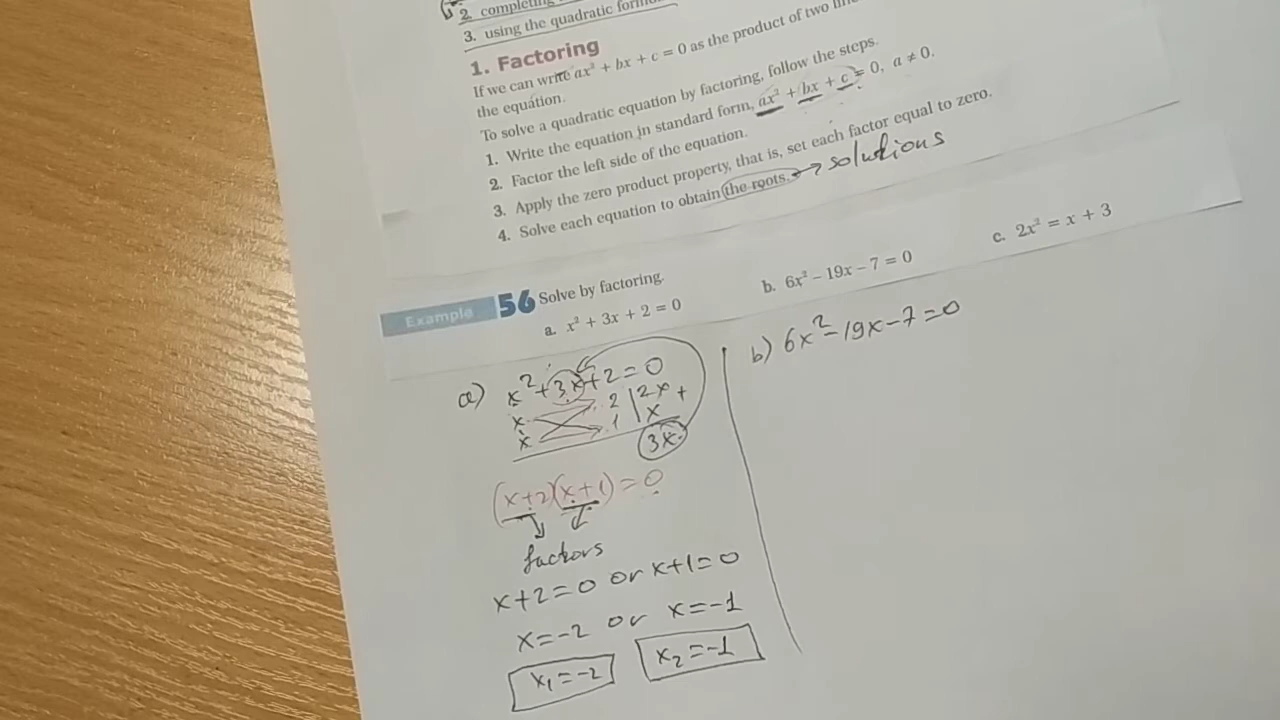 2. completing
3. using the quadratic formu
1. Factoring
If we can write ax² + bx + c = 0 as the product of two
the equation.
To solve a quadratic equation by factoring, follow the steps.
1. Write the equation in standard form, ax² + bx + c = 0, a ≠ 0.
2. Factor the left side of the equation.
3. Apply the zero product property, that is, set each factor equal to zero.
4. Solve each equation to obtain the roots. → solutions
Example 56 Solve by factoring.
a. x² + 3x + 2 = 0
b. 6x² – 19x – 7 = 0
c. 2x² = x + 3
a) x² + 3x + 2 = 0
x 2 | 2x +
x 1 | x
3x
(x+2)(x+1) = 0
factors
x+2=0 or x+1=0
x=-2 or x=-1
x₁=-2 x₂=-1
b) 6x² - 19x - 7 = 0